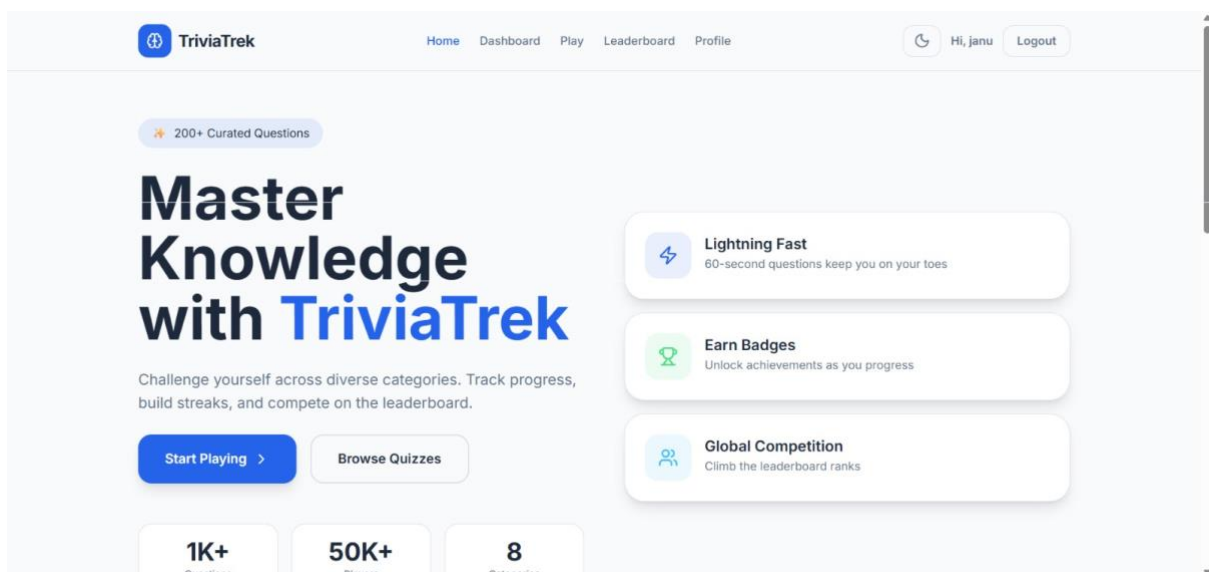 TriviaTrek
Home Dashboard Play Leaderboard Profile
Hi, janu Logout
200+ Curated Questions
Master
Knowledge
with TriviaTrek
Challenge yourself across diverse categories. Track progress,
build streaks, and compete on the leaderboard.
Start Playing
Browse Quizzes
1K+
50K+
8
Lightning Fast
60-second questions keep you on your toes
Earn Badges
Unlock achievements as you progress
Global Competition
Climb the leaderboard ranks